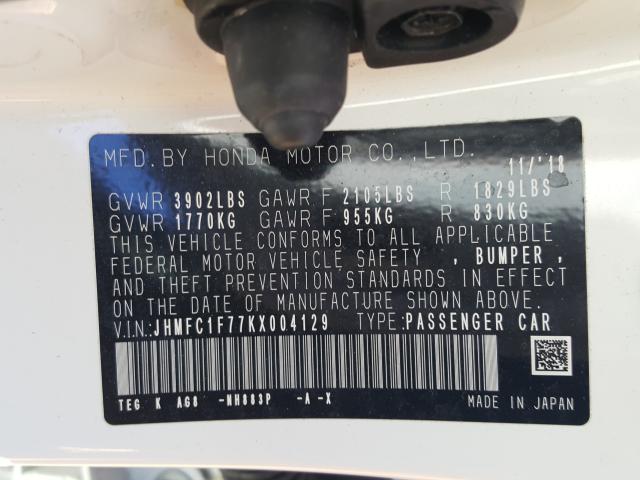 MFD. BY HONDA MOTOR CO., LTD. 11/'18
GVWR 3902LBS GAWR F 2105LBS R 1829LBS
GVWR 1770KG GAWR F 955KG R 830KG
THIS VEHICLE CONFORMS TO ALL APPLICABLE
FEDERAL MOTOR VEHICLE SAFETY , BUMPER ,
AND THEFT PREVENTION STANDARDS IN EFFECT
ON THE DATE OF MANUFACTURE SHOWN ABOVE.
V.I.N.: JHMFC1F77KX004129 TYPE: PASSENGER CAR
TEG K AG8 -NH883P -A -X MADE IN JAPAN